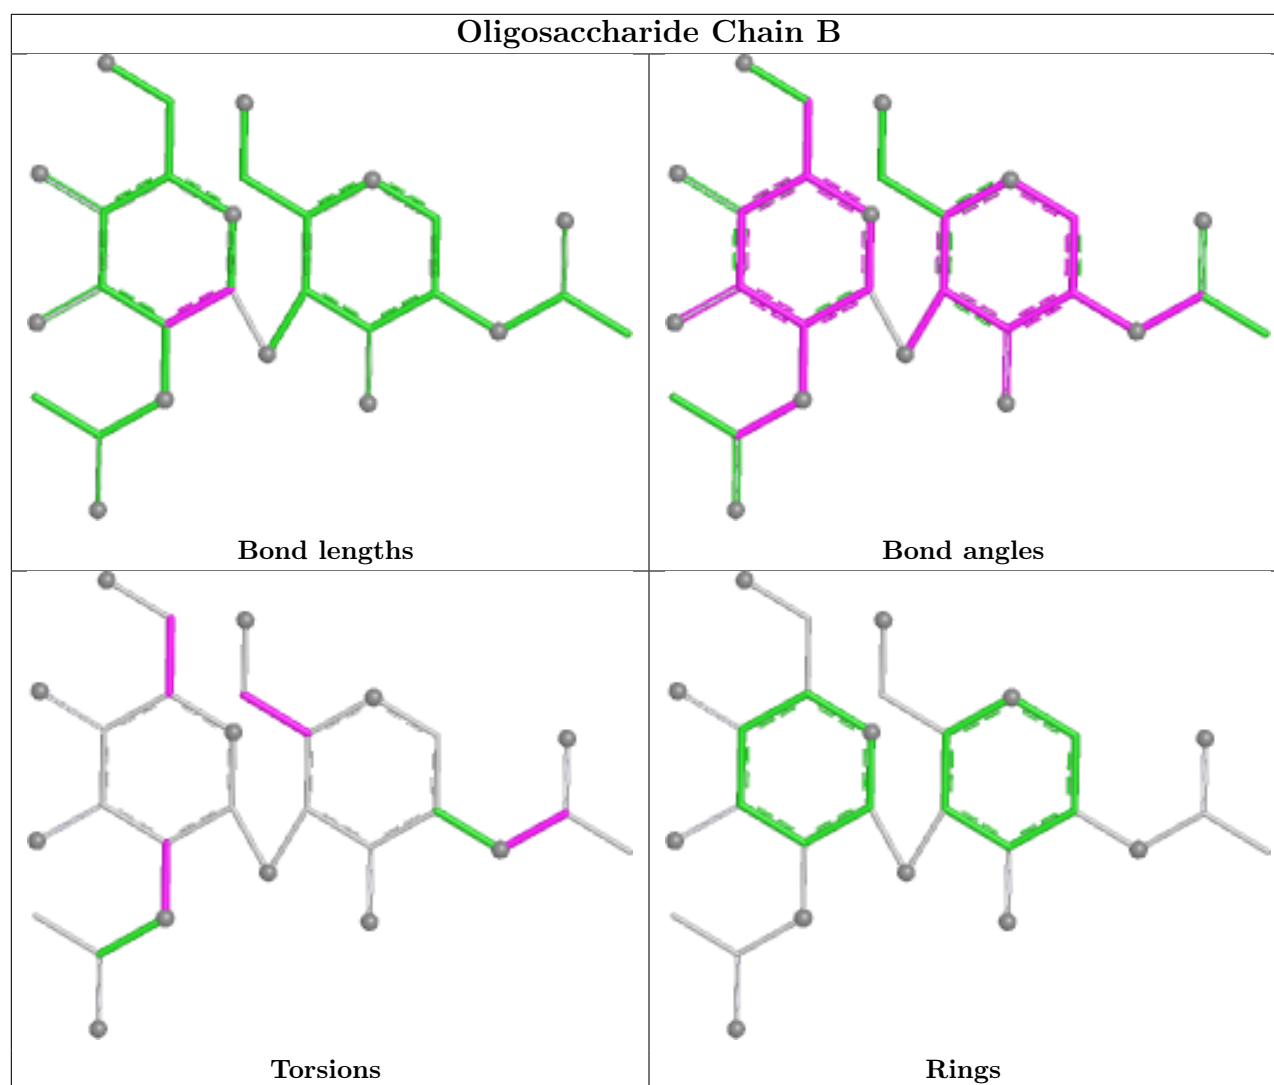 Oligosaccharide Chain B
Bond lengths
Bond angles
Torsions
Rings